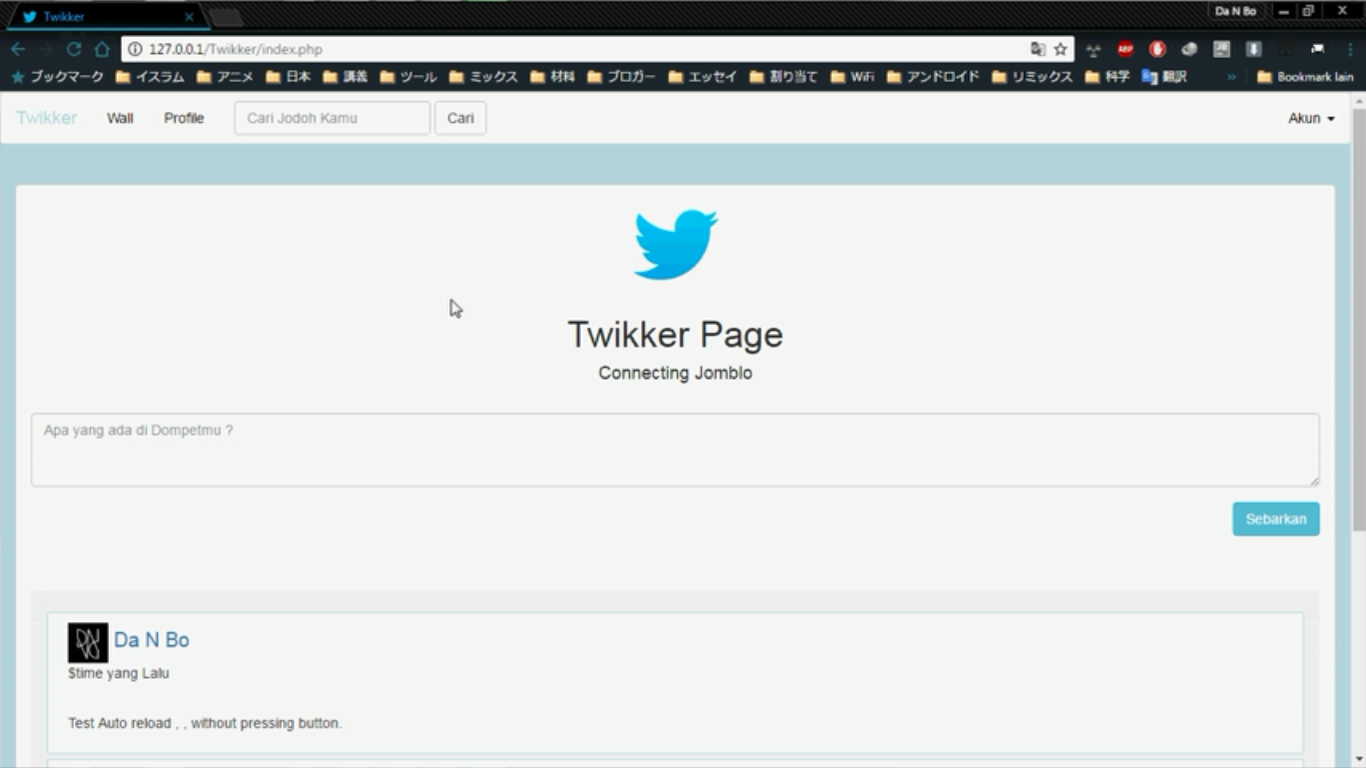 Twikker
Da N Bo
127.0.0.1/Twikker/index.php
ABP
ブックマーク イスラム アニメ 日本 講義 ツール ミックス 材料 ブロガー エッセイ 割り当て WiFi アンドロイド リミックス 科学 翻訳 » Bookmark lain
Twikker Wall Profile Cari Jodoh Kamu Cari Akun
Twikker Page
Connecting Jomblo
Apa yang ada di Dompetmu ?
Sebarkan
Da N Bo
$time yang Lalu
Test Auto reload , , without pressing button.